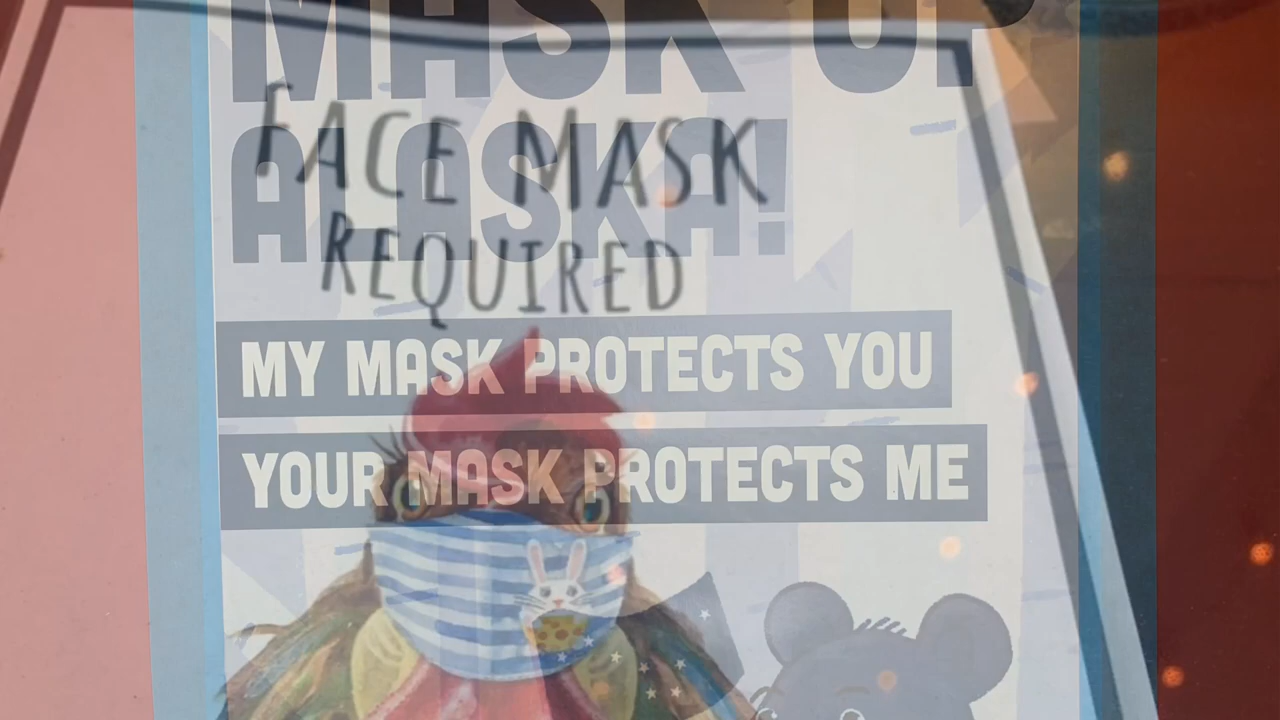 MASK UP
ALASKA!
FACE MASK
REQUIRED
MY MASK PROTECTS YOU
YOUR MASK PROTECTS ME